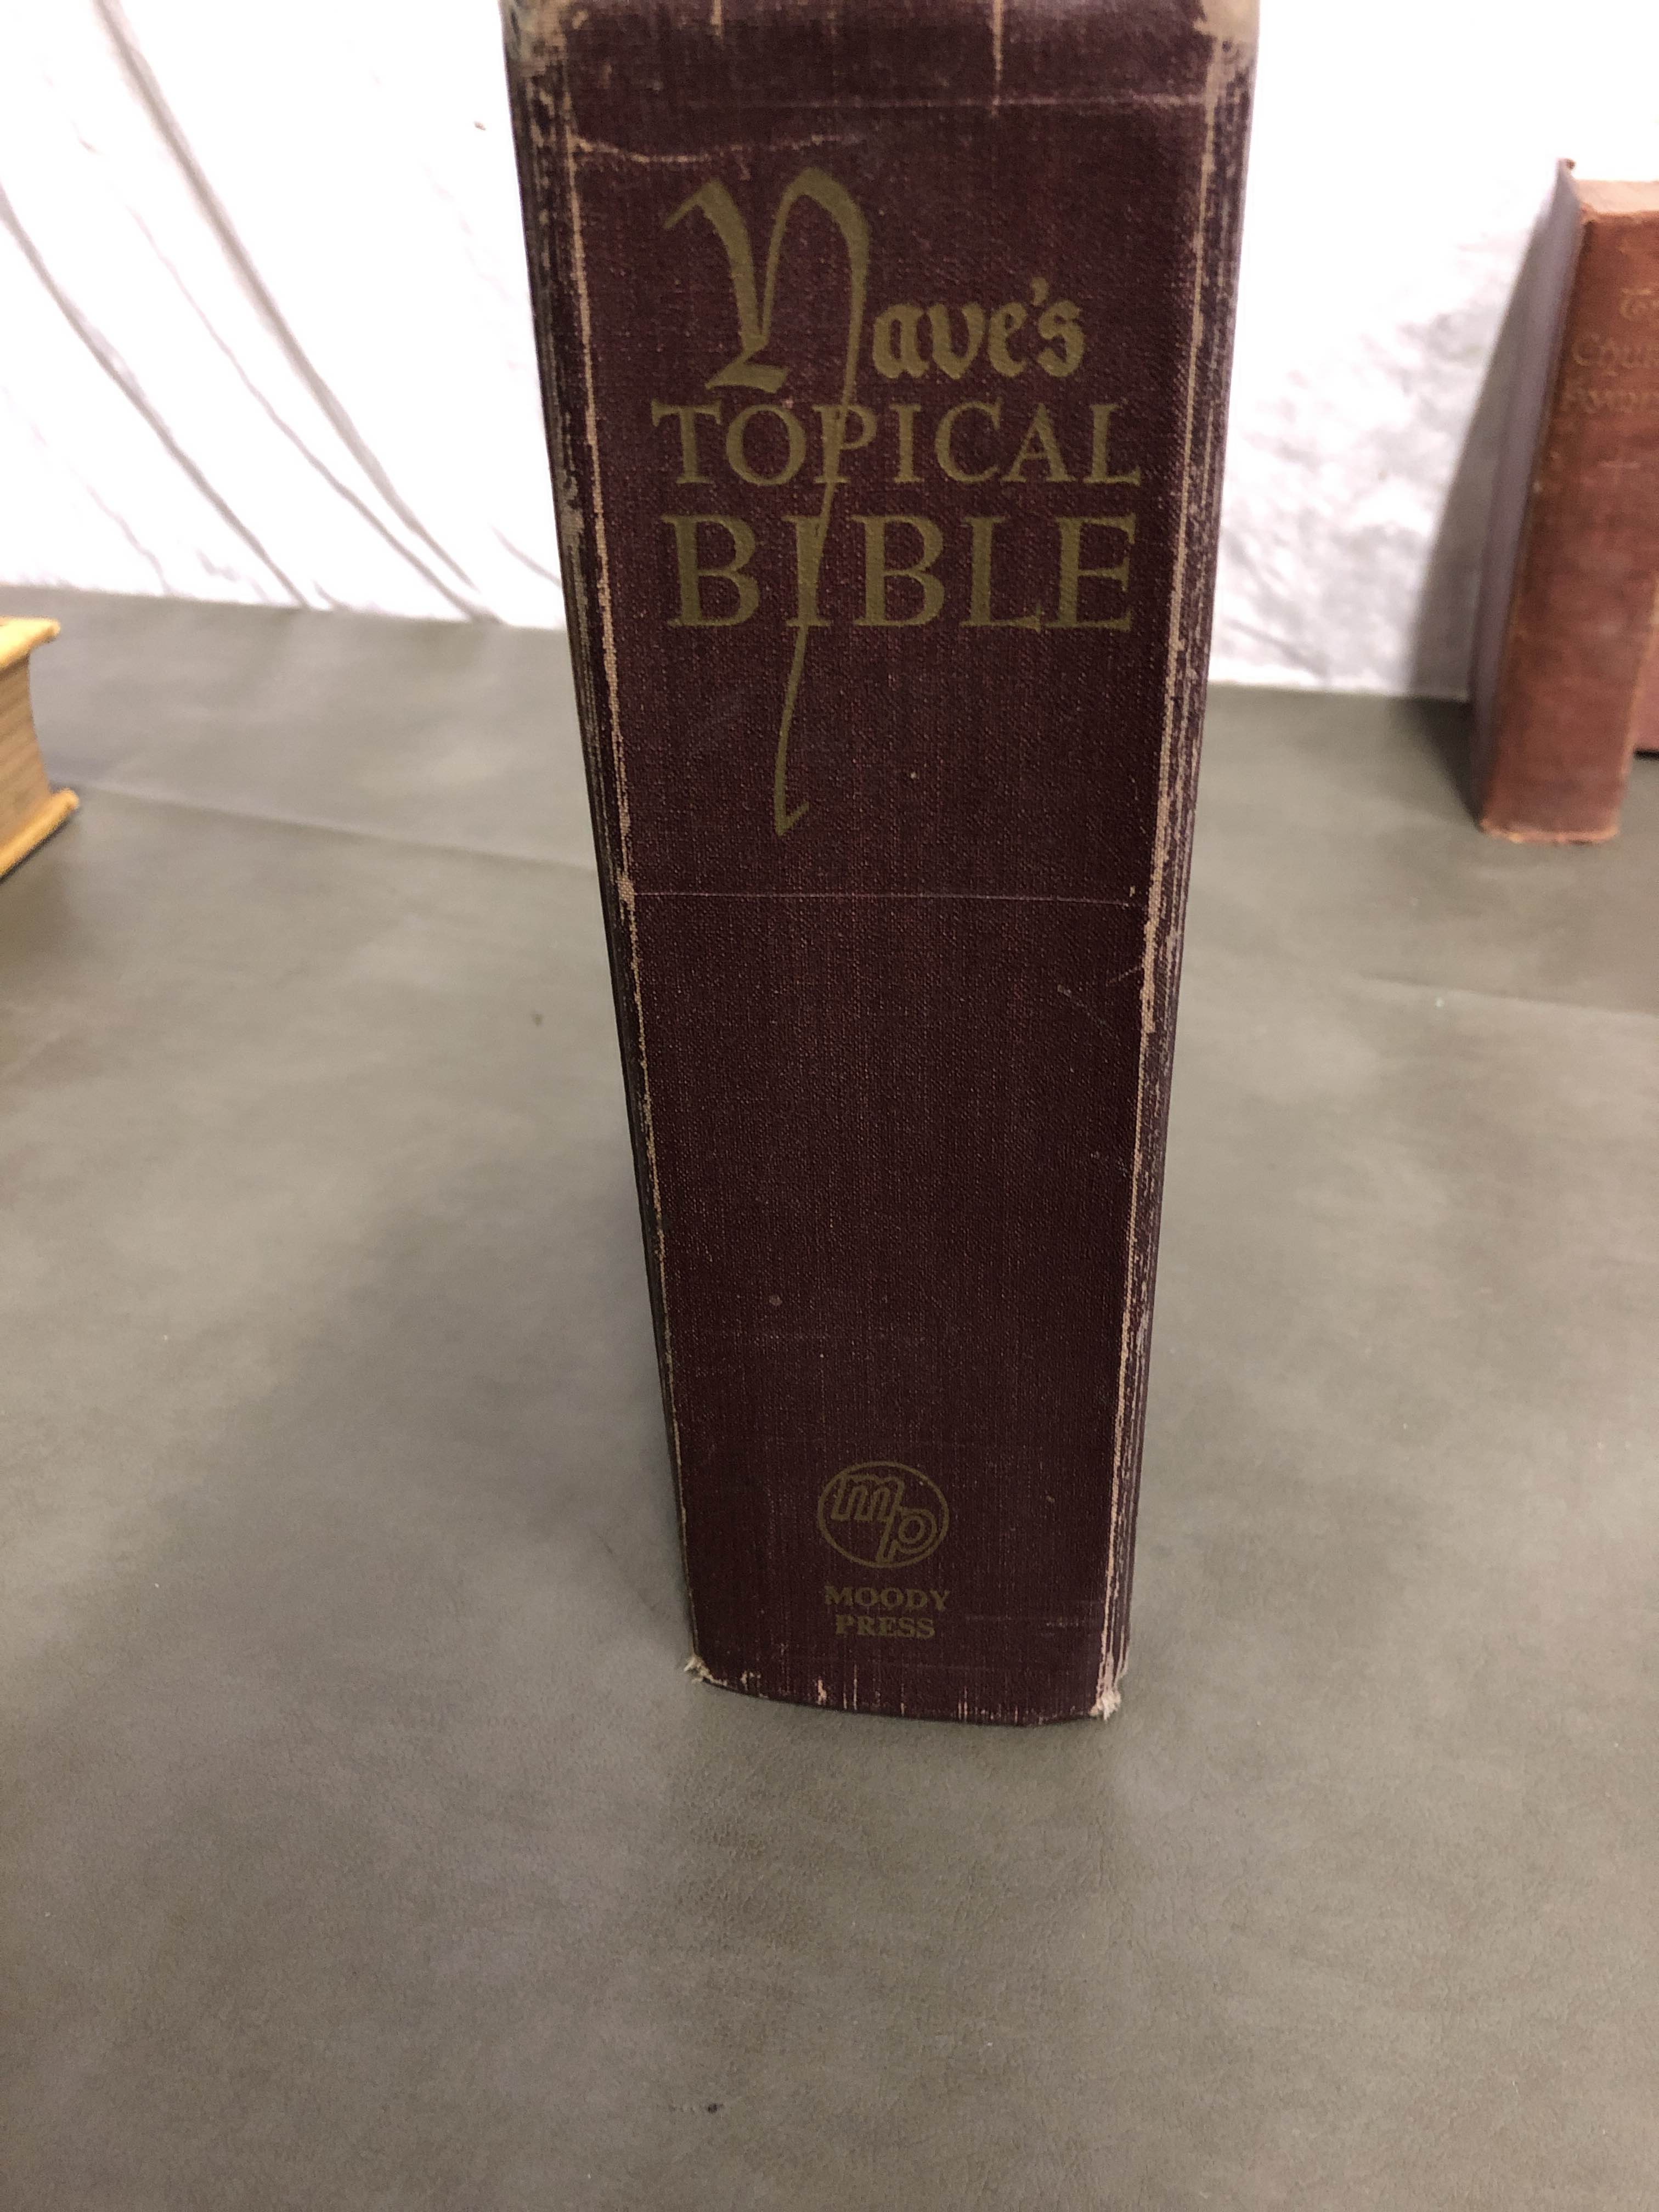 Nave's
TOPICAL
BIBLE
mp
MOODY
PRESS